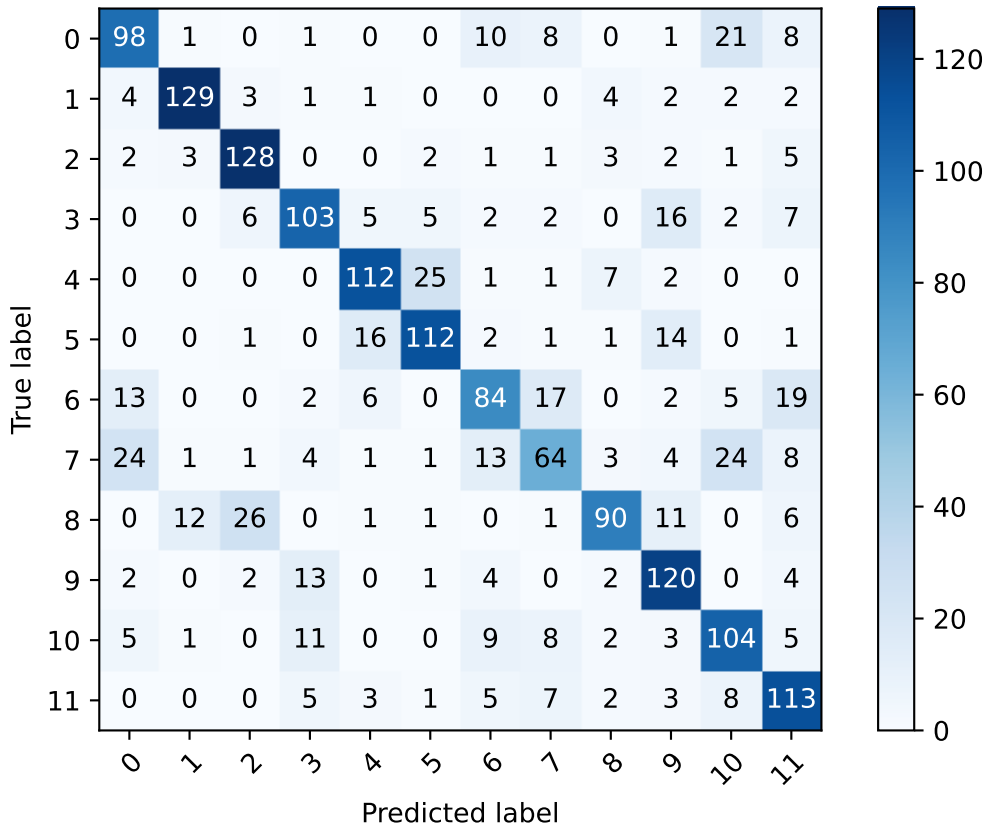 0 98 1 0 1 0 0 10 8 0 1 21 8
1 4 129 3 1 1 0 0 0 4 2 2 2
2 2 3 128 0 0 2 1 1 3 2 1 5
3 0 0 6 103 5 5 2 2 0 16 2 7
4 0 0 0 0 112 25 1 1 7 2 0 0
5 0 0 1 0 16 112 2 1 1 14 0 1
6 13 0 0 2 6 0 84 17 0 2 5 19
7 24 1 1 4 1 1 13 64 3 4 24 8
8 0 12 26 0 1 1 0 1 90 11 0 6
9 2 0 2 13 0 1 4 0 2 120 0 4
10 5 1 0 11 0 0 9 8 2 3 104 5
11 0 0 0 5 3 1 5 7 2 3 8 113
0 1 2 3 4 5 6 7 8 9 10 11
Predicted label
True label
120
100
80
60
40
20
0